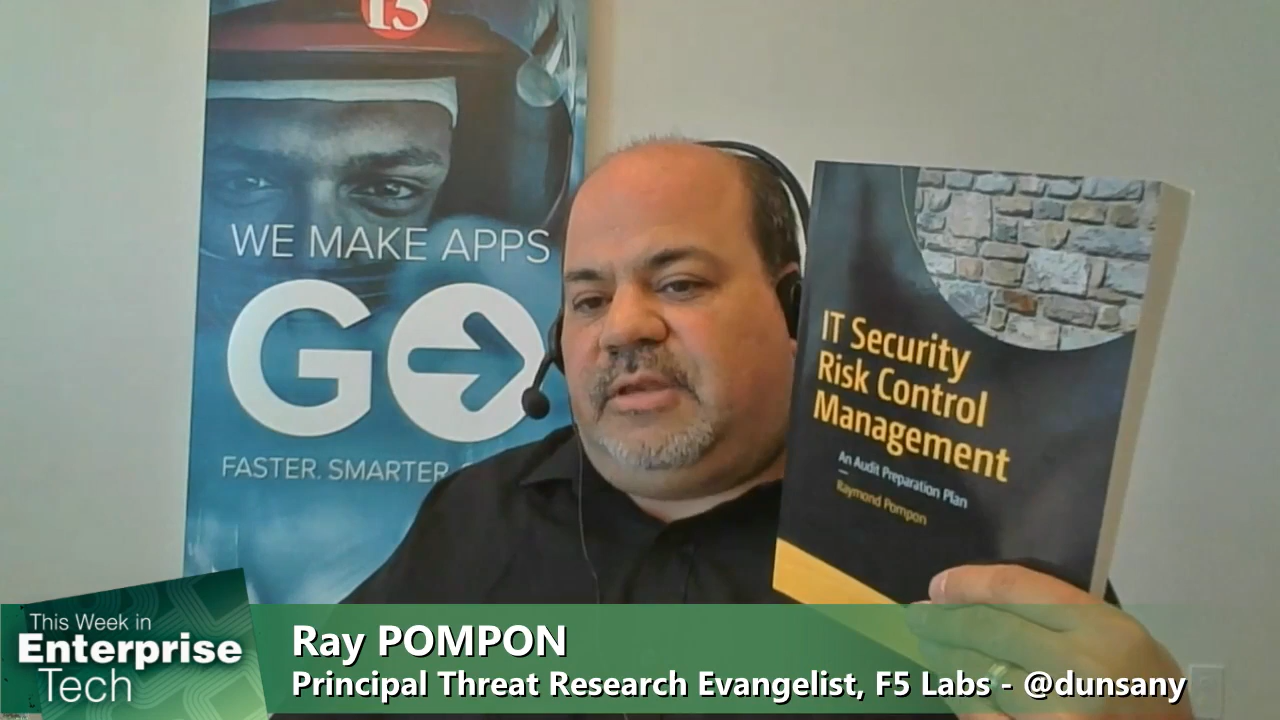 f5
WE MAKE APPS
GO
FASTER. SMARTER.
IT Security
Risk Control
Management
An Audit Preparation Plan
Raymond Pompon
This Week in
Enterprise
Tech
Ray POMPON
Principal Threat Research Evangelist, F5 Labs - @dunsany